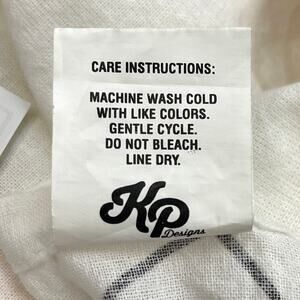 CARE INSTRUCTIONS:
MACHINE WASH COLD
WITH LIKE COLORS.
GENTLE CYCLE.
DO NOT BLEACH.
LINE DRY.
KP
Designs